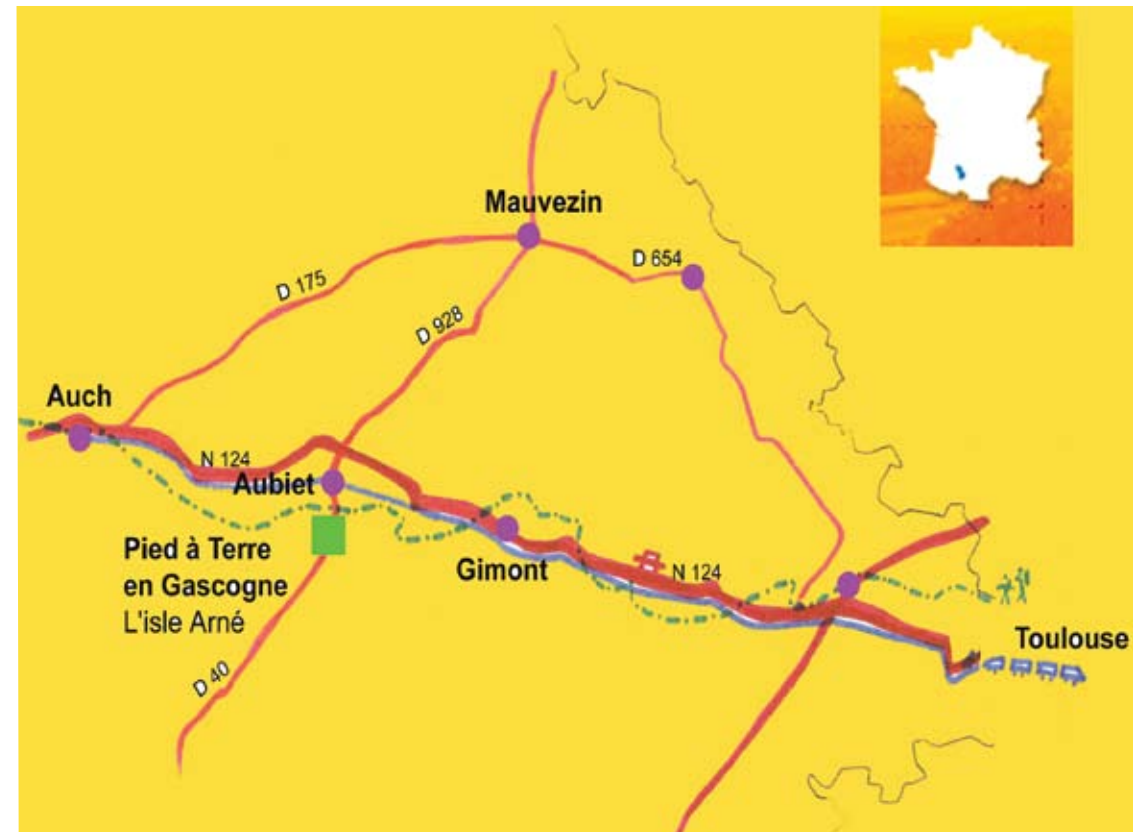 Mauvezin
D 654
D 175
D 928
Auch
N 124
Aubiet
Pied à Terre
en Gascogne
L'isle Arné
Gimont
N 124
Toulouse
D 40